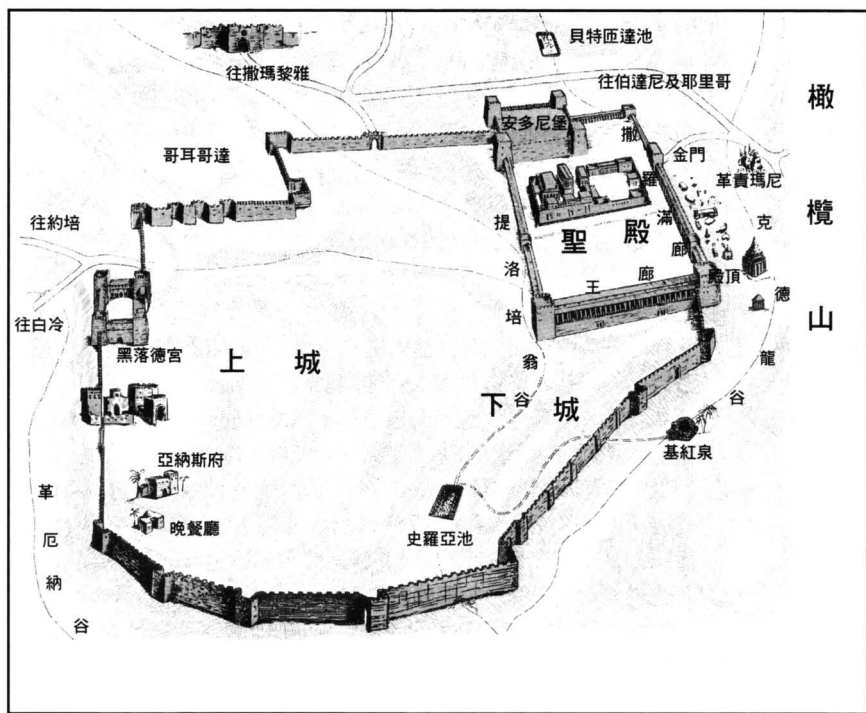 貝特匝達池
往撒瑪黎雅
往伯達尼及耶里哥
橄欖山
安多尼堡
撒羅滿廊
哥耳哥達
金門
革責瑪尼
往約培
提洛培翁谷
聖殿
克德龍谷
王廊
殿頂
往白冷
黑落德宮
上城
下城
基紅泉
亞納斯府
革厄納谷
晚餐廳
史羅亞池